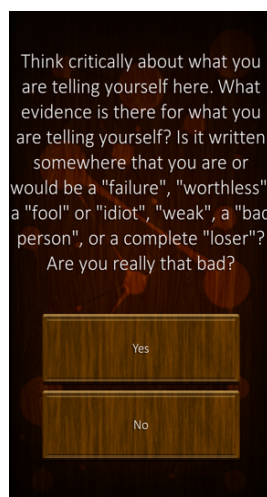 Think critically about what you
are telling yourself here. What
evidence is there for what you
are telling yourself? Is it written
somewhere that you are or
would be a "failure", "worthless"
a "fool" or "idiot", "weak", a "bad
person", or a complete "loser"?
Are you really that bad?
Yes
No